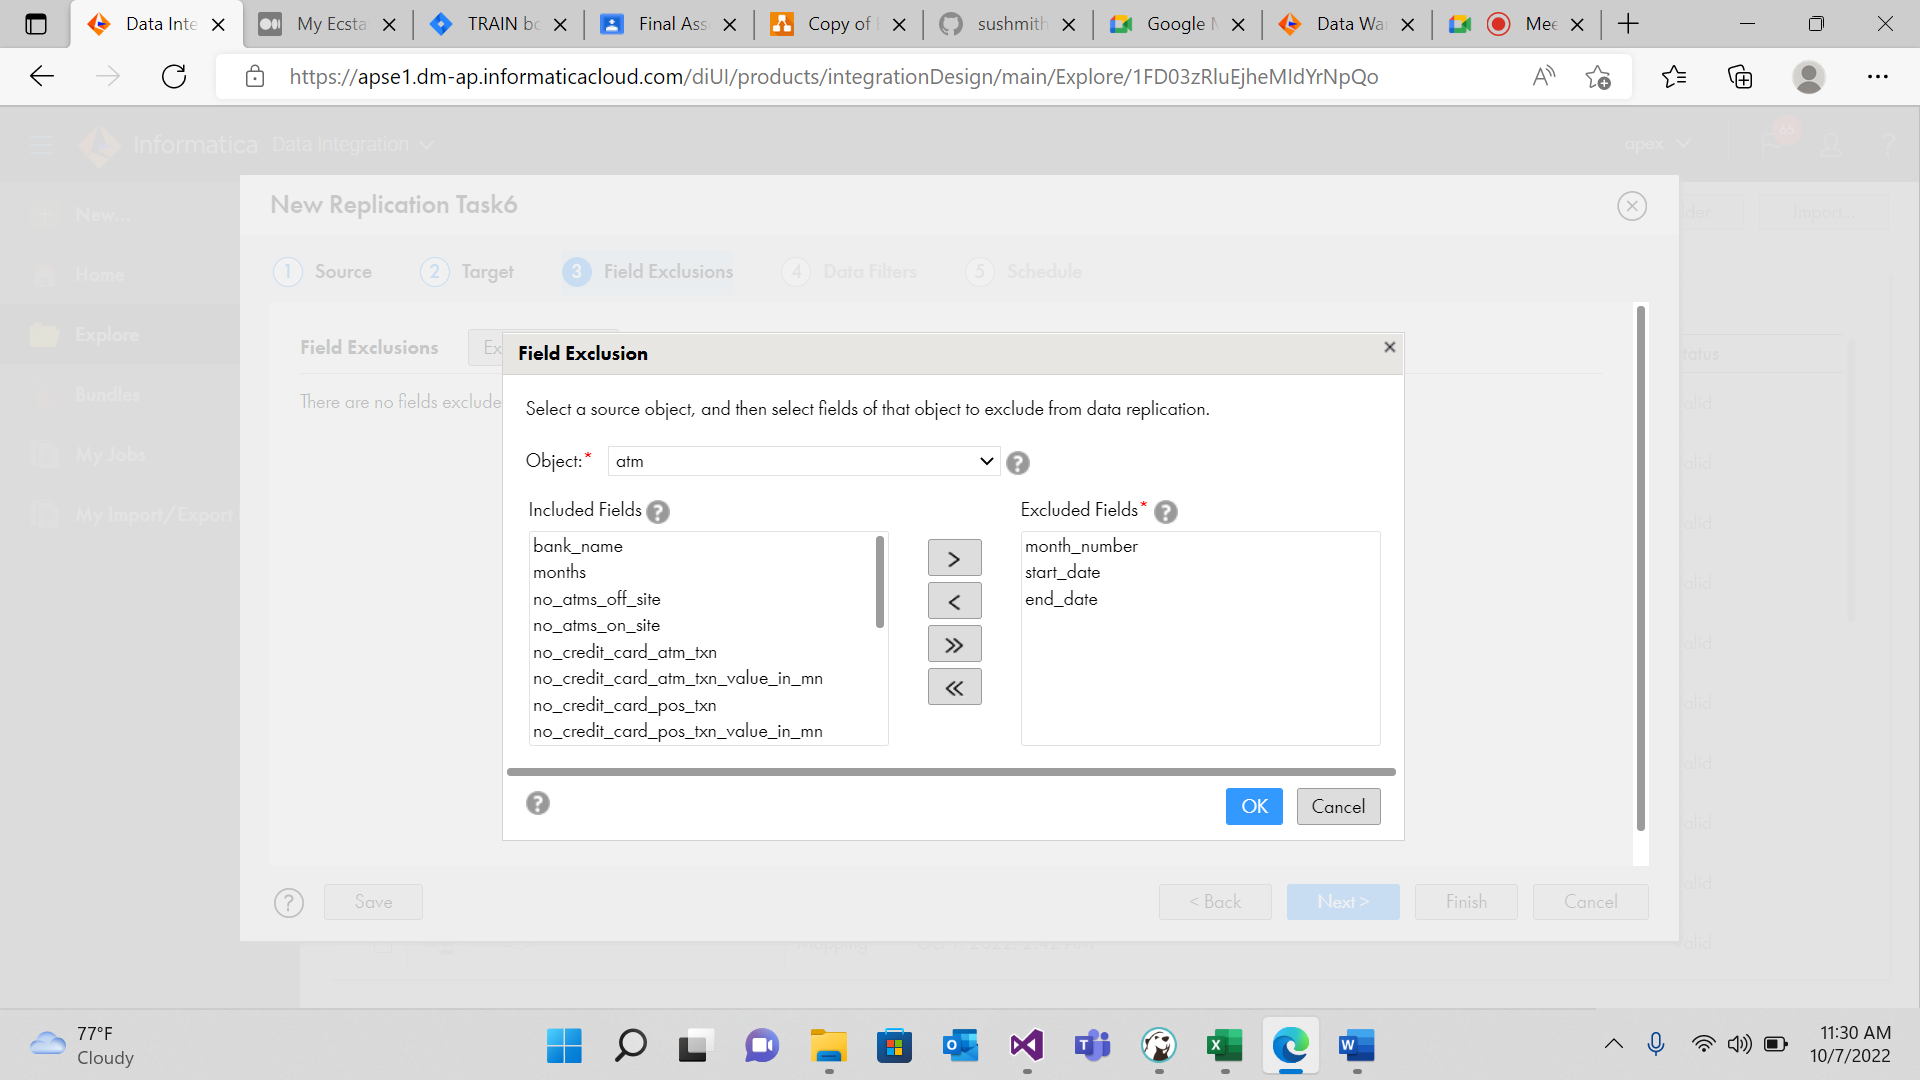 Data Inte
My Ecsta
TRAIN bo
Final Ass
Copy of
sushmith
Google M
Data War
Mee
https://apse1.dm-ap.informaticacloud.com/diUI/products/integrationDesign/main/Explore/1FD03zRluEjheMIdYrNpQo
Informatica Data Integration
apex
New...
Home
Explore
Bundles
My Jobs
My Import/Export
Import...
New Replication Task6
1 Source
2 Target
3 Field Exclusions
4 Data Filters
5 Schedule
Field Exclusions
Ex
There are no fields exclude
Field Exclusion
Select a source object, and then select fields of that object to exclude from data replication.
Object:* atm
Included Fields
Excluded Fields*
bank_name
months
no_atms_off_site
no_atms_on_site
no_credit_card_atm_txn
no_credit_card_atm_txn_value_in_mn
no_credit_card_pos_txn
no_credit_card_pos_txn_value_in_mn
>
<
>>
<<
month_number
start_date
end_date
OK
Cancel
Save
< Back
Next >
Finish
Cancel
77°F
Cloudy
11:30 AM
10/7/2022